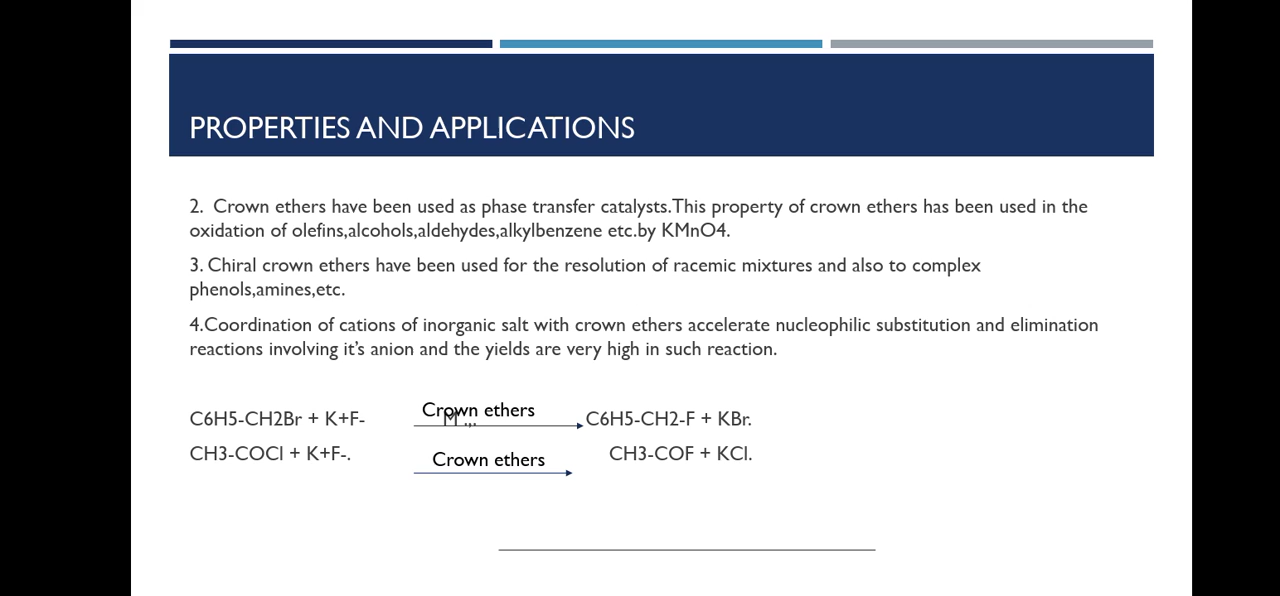 PROPERTIES AND APPLICATIONS
2. Crown ethers have been used as phase transfer catalysts.This property of crown ethers has been used in the
oxidation of olefins,alcohols,aldehydes,alkylbenzene etc.by KMnO4.
3. Chiral crown ethers have been used for the resolution of racemic mixtures and also to complex
phenols,amines,etc.
4.Coordination of cations of inorganic salt with crown ethers accelerate nucleophilic substitution and elimination
reactions involving it's anion and the yields are very high in such reaction.
Crown ethers
C6H5-CH2Br + K+F- C6H5-CH2-F + KBr.
CH3-COCl + K+F-. CH3-COF + KCl.
Crown ethers